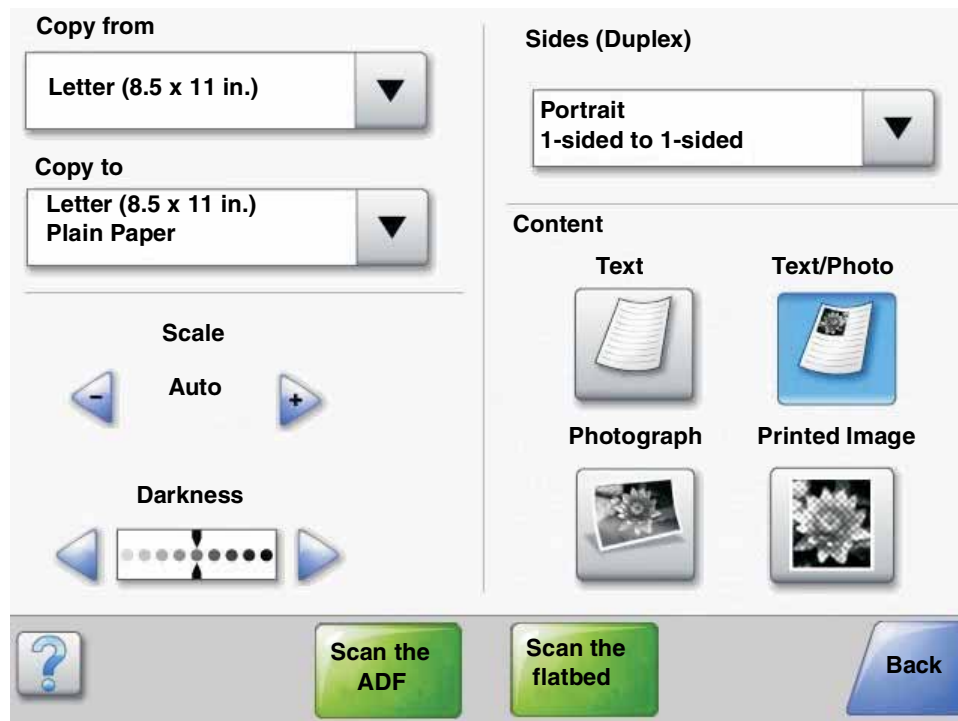 Copy from
Letter (8.5 x 11 in.)
Copy to
Letter (8.5 x 11 in.)
Plain Paper
Scale
Auto
Darkness
Sides (Duplex)
Portrait
1-sided to 1-sided
Content
Text
Text/Photo
Photograph
Printed Image
Scan the
ADF
Scan the
flatbed
Back